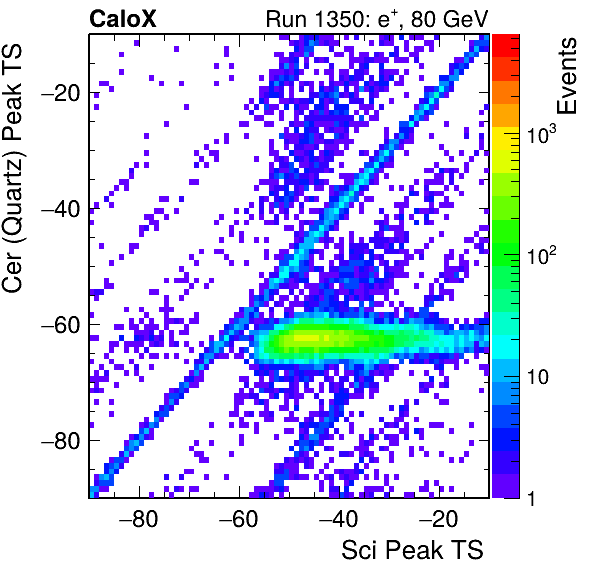 CaloX Run 1350: e⁺, 80 GeV
Cer (Quartz) Peak TS
−20
−40
−60
−80
−80 −60 −40 −20
Sci Peak TS
Events
10³
10²
10
1